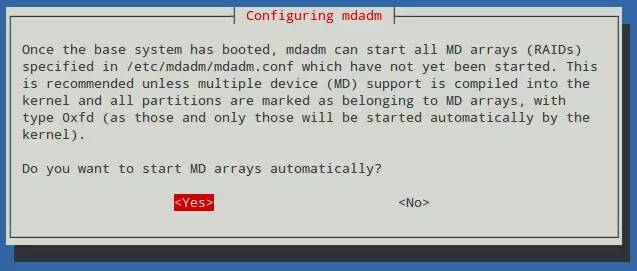 Configuring mdadm
Once the base system has booted, mdadm can start all MD arrays (RAIDs)
specified in /etc/mdadm/mdadm.conf which have not yet been started. This
is recommended unless multiple device (MD) support is compiled into the
kernel and all partitions are marked as belonging to MD arrays, with
type 0xfd (as those and only those will be started automatically by the
kernel).
Do you want to start MD arrays automatically?
<Yes> <No>